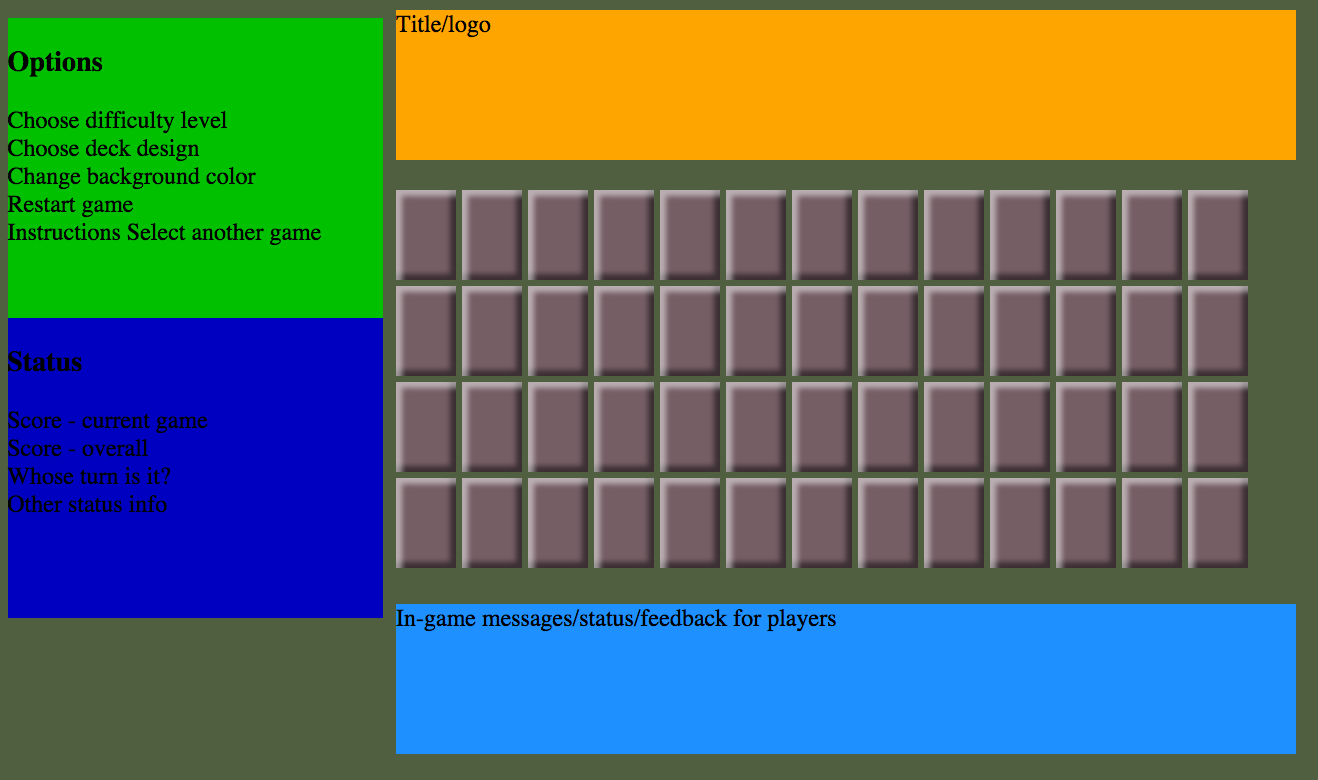 Options
Choose difficulty level
Choose deck design
Change background color
Restart game
Instructions Select another game
Status
Score - current game
Score - overall
Whose turn is it?
Other status info
Title/logo
In-game messages/status/feedback for players